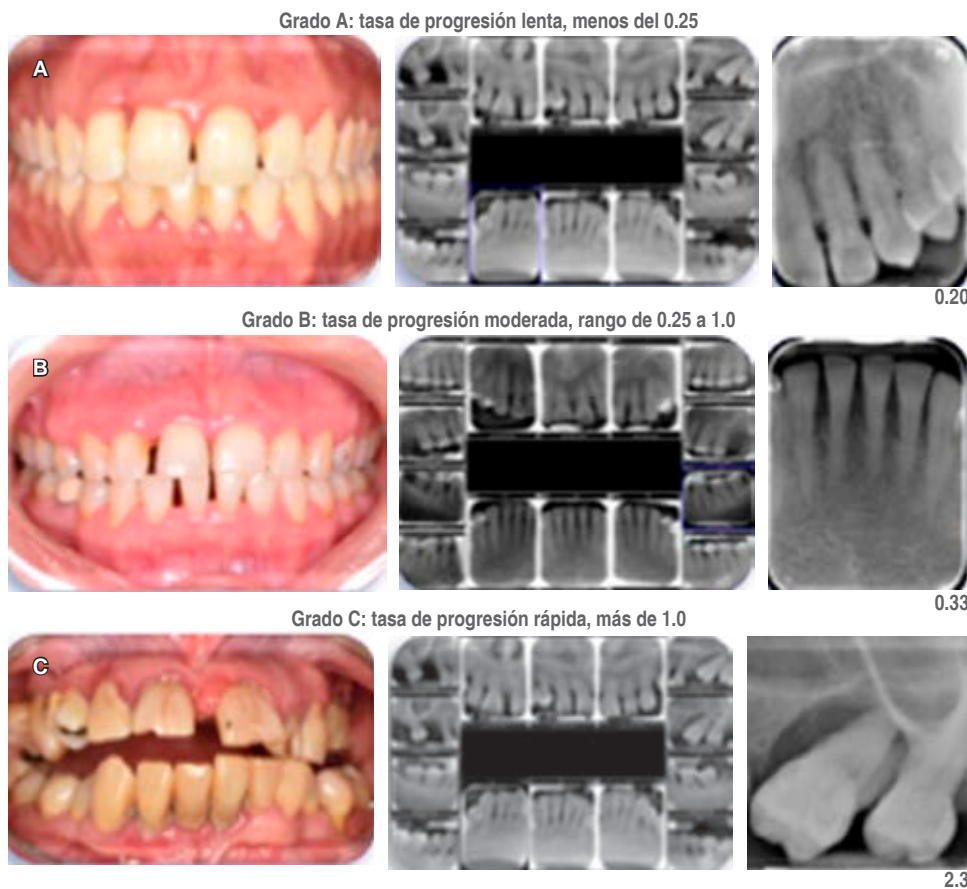 Grado A: tasa de progresión lenta, menos del 0.25
A
0.20
Grado B: tasa de progresión moderada, rango de 0.25 a 1.0
B
0.33
Grado C: tasa de progresión rápida, más de 1.0
C
2.3